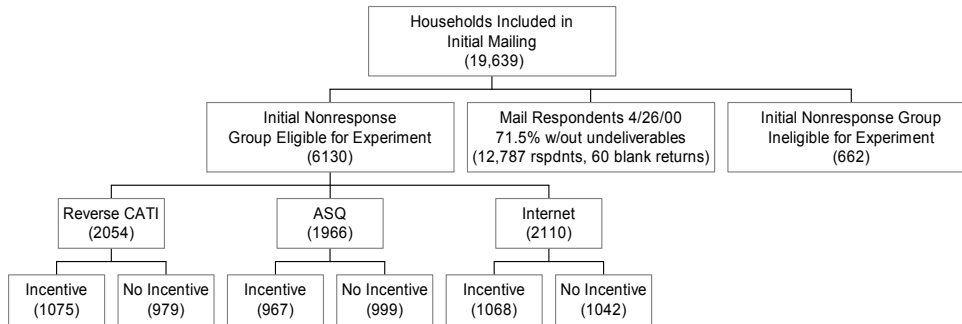 Households Included in
Initial Mailing
(19,639)
Initial Nonresponse
Group Eligible for Experiment
(6130)
Mail Respondents 4/26/00
71.5% w/out undeliverables
(12,787 rspdnts, 60 blank returns)
Initial Nonresponse Group
Ineligible for Experiment
(662)
Reverse CATI
(2054)
ASQ
(1966)
Internet
(2110)
Incentive
(1075)
No Incentive
(979)
Incentive
(967)
No Incentive
(999)
Incentive
(1068)
No Incentive
(1042)